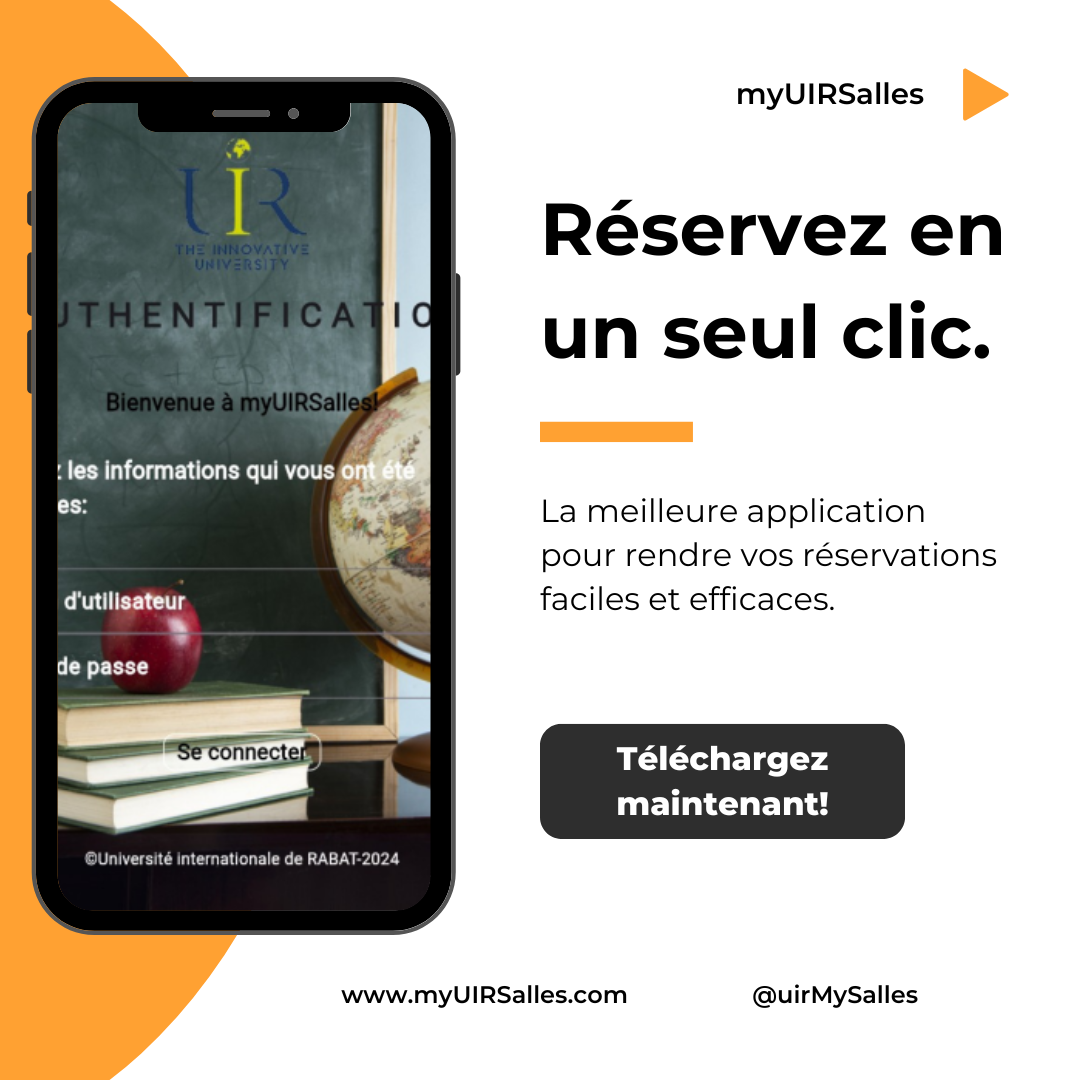 myUIRSalles
Réservez en
un seul clic.
La meilleure application
pour rendre vos réservations
faciles et efficaces.
Téléchargez
maintenant!
UIR
THE INNOVATIVE
UNIVERSITY
UTHENTIFICATIO
Bienvenue à myUIRSalles!
z les informations qui vous ont été
es:
d'utilisateur
de passe
Se connecter
©Université internationale de RABAT-2024
www.myUIRSalles.com
@uirMySalles